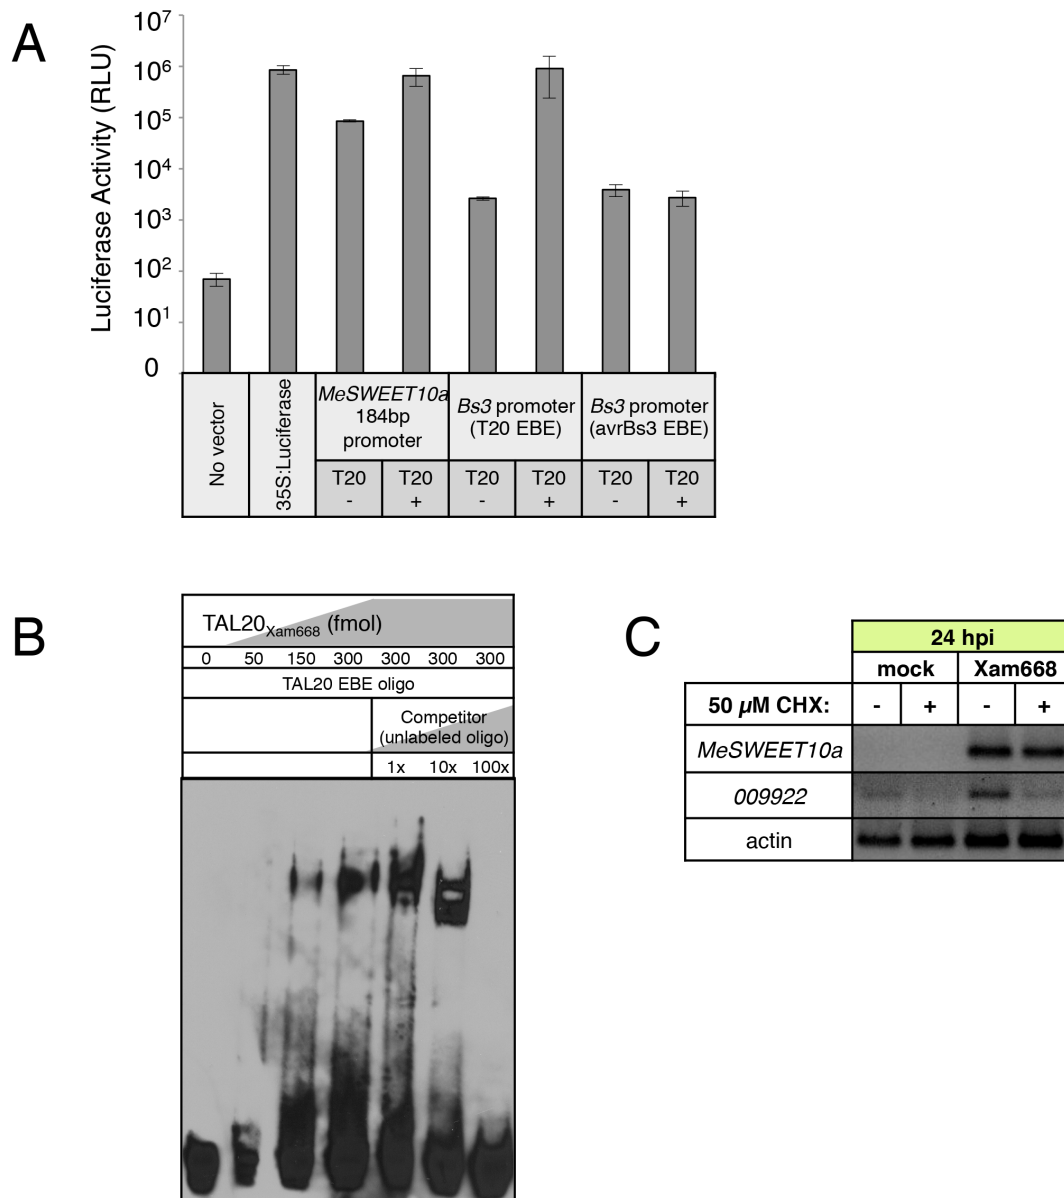 A
Luciferase Activity (RLU)
10⁷
10⁶
10⁵
10⁴
10³
10²
10¹
0
No vector
35S:Luciferase
MeSWEET10a
184bp
promoter
Bs3 promoter
(T20 EBE)
Bs3 promoter
(avrBs3 EBE)
T20 T20 T20 T20 T20 T20
- + - + - +
B
TAL20Xam668 (fmol)
0 50 150 300 300 300 300
TAL20 EBE oligo
Competitor
(unlabeled oligo)
1x 10x 100x
C
24 hpi
mock Xam668
50 µM CHX: - + - +
MeSWEET10a
009922
actin